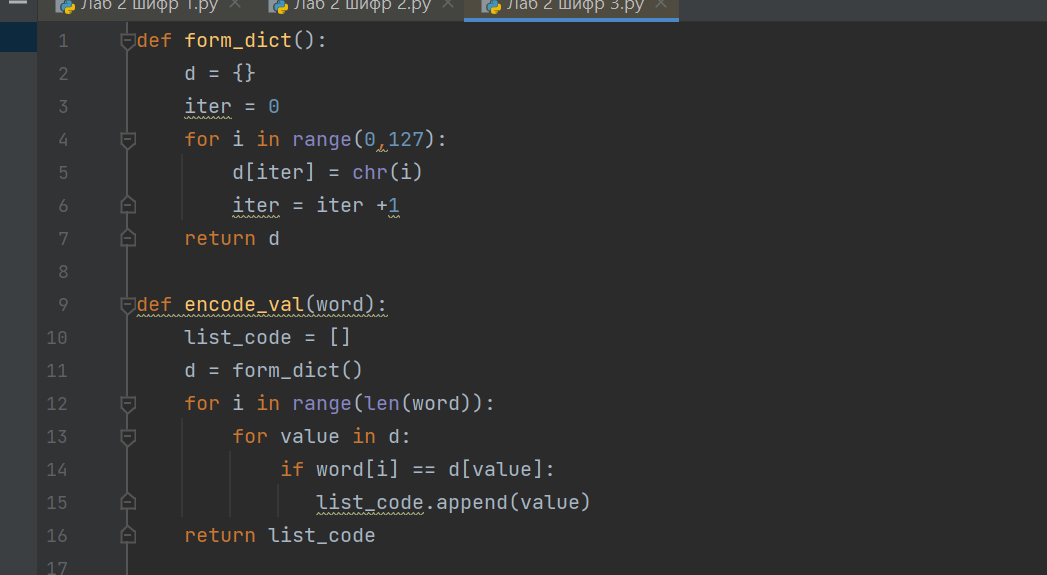 Лаб 2 шифр 1.py Лаб 2 шифр 2.py Лаб 2 шифр 3.py
1 def form_dict():
2     d = {}
3     iter = 0
4     for i in range(0,127):
5         d[iter] = chr(i)
6         iter = iter +1
7     return d
8
9 def encode_val(word):
10     list_code = []
11     d = form_dict()
12     for i in range(len(word)):
13         for value in d:
14             if word[i] == d[value]:
15                list_code.append(value)
16     return list_code
17